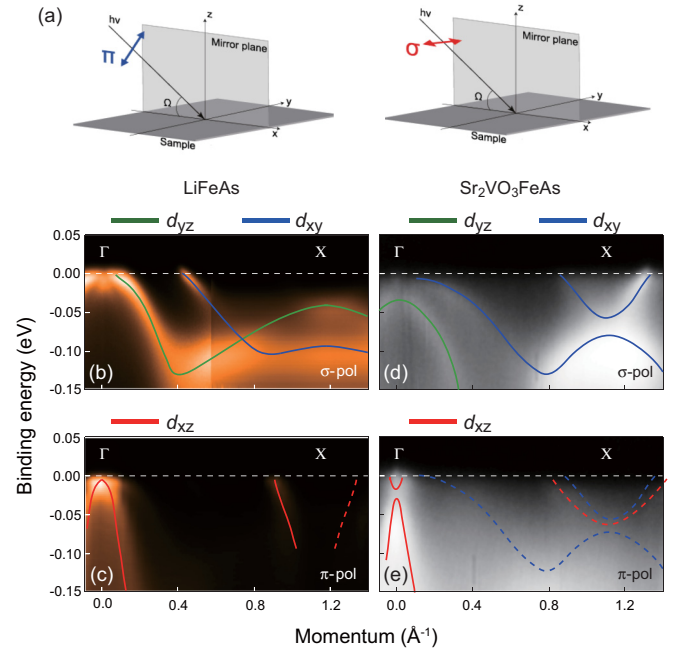 (a)
hν
z
Mirror plane
π
Ω
y
x
Sample
hν
z
Mirror plane
σ
Ω
y
x
Sample
LiFeAs
Sr2VO3FeAs
dyz dxy
dyz dxy
0.05
0.00
-0.05
-0.10
-0.15
Γ X
(b) σ-pol
Γ X
(d) σ-pol
dxz
dxz
0.05
0.00
-0.05
-0.10
-0.15
Γ X
(c) π-pol
Γ X
(e) π-pol
0.0 0.4 0.8 1.2
0.0 0.4 0.8 1.2
Binding energy (eV)
Momentum (Å-1)